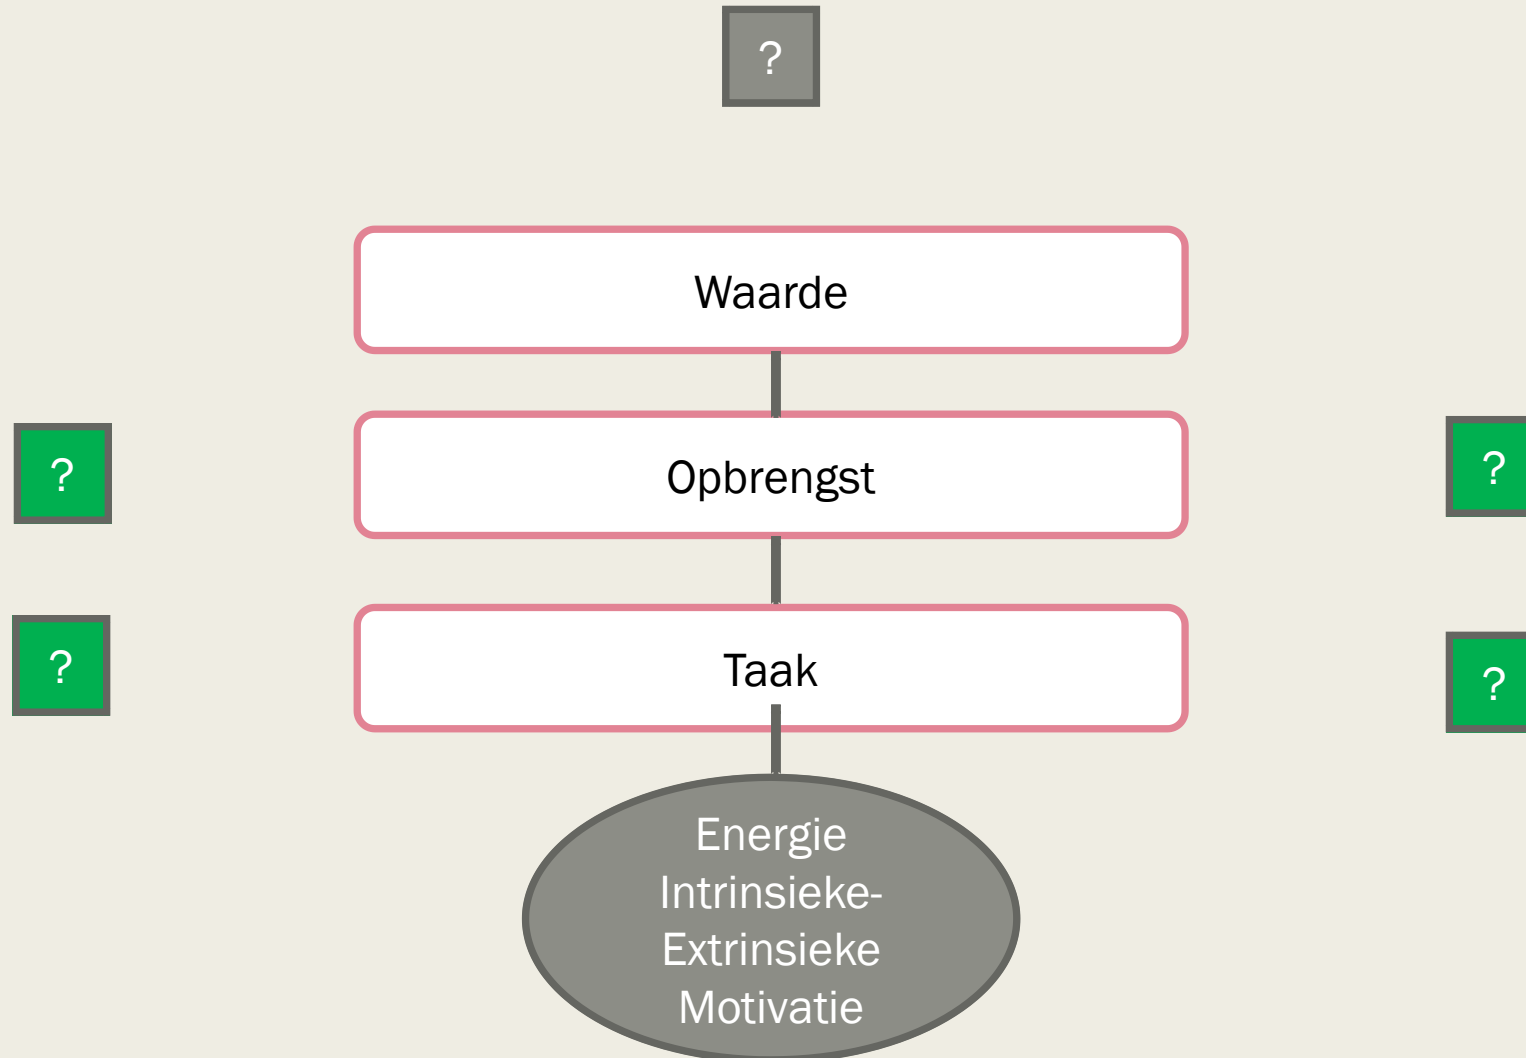 ?
Waarde
? Opbrengst ?
? Taak ?
Energie
Intrinsieke-
Extrinsieke
Motivatie